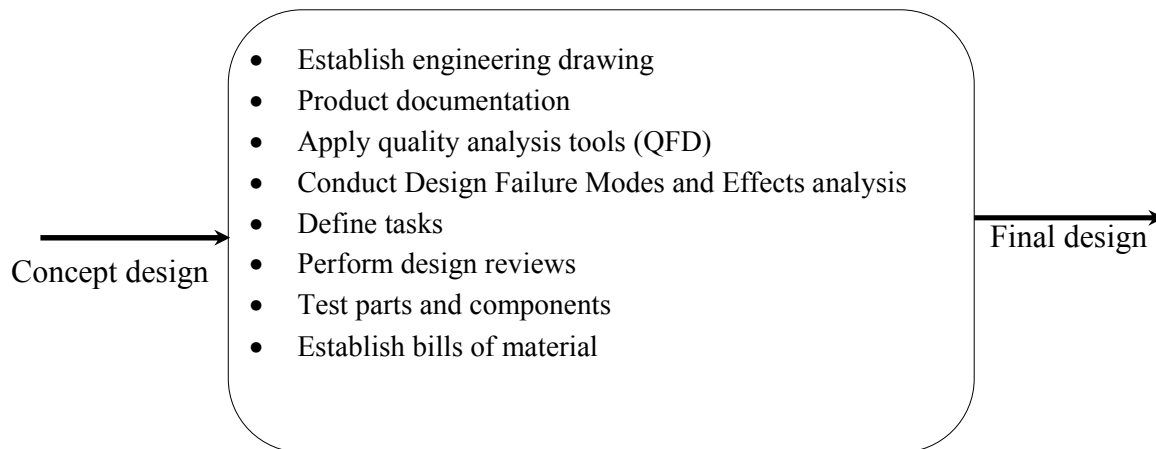 • Establish engineering drawing
• Product documentation
• Apply quality analysis tools (QFD)
• Conduct Design Failure Modes and Effects analysis
• Define tasks
• Perform design reviews
• Test parts and components
• Establish bills of material
Concept design
Final design